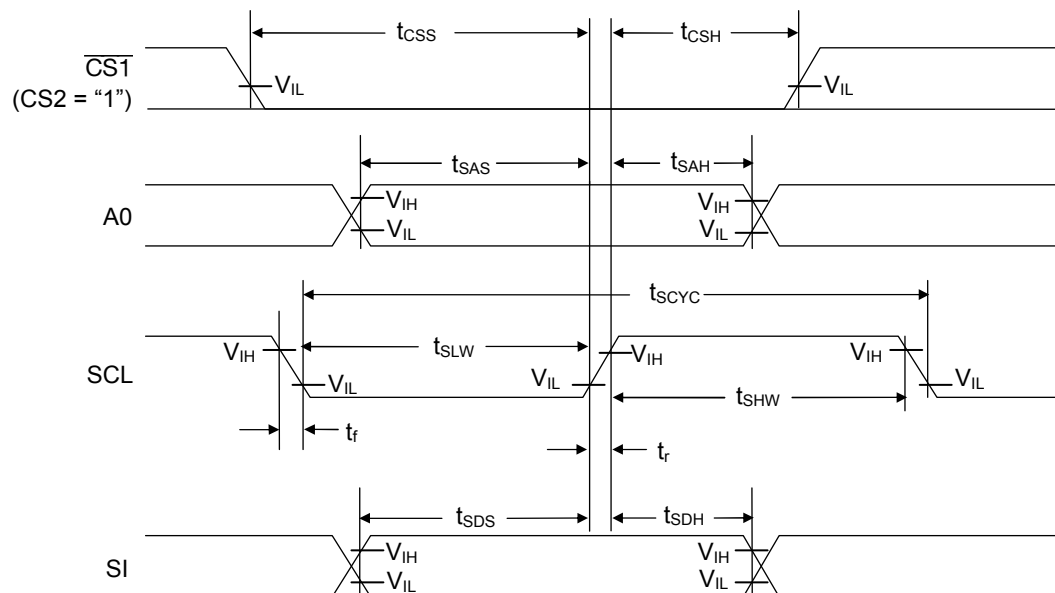 tCSS tCSH
CS1
(CS2 = “1”)
VIL VIL
tSAS tSAH
A0
VIH VIH
VIL VIL
tSCYC
tSLW
VIH VIH VIH
SCL
VIL VIL VIL
tSHW
tf
tr
tSDS tSDH
VIH VIH
SI
VIL VIL